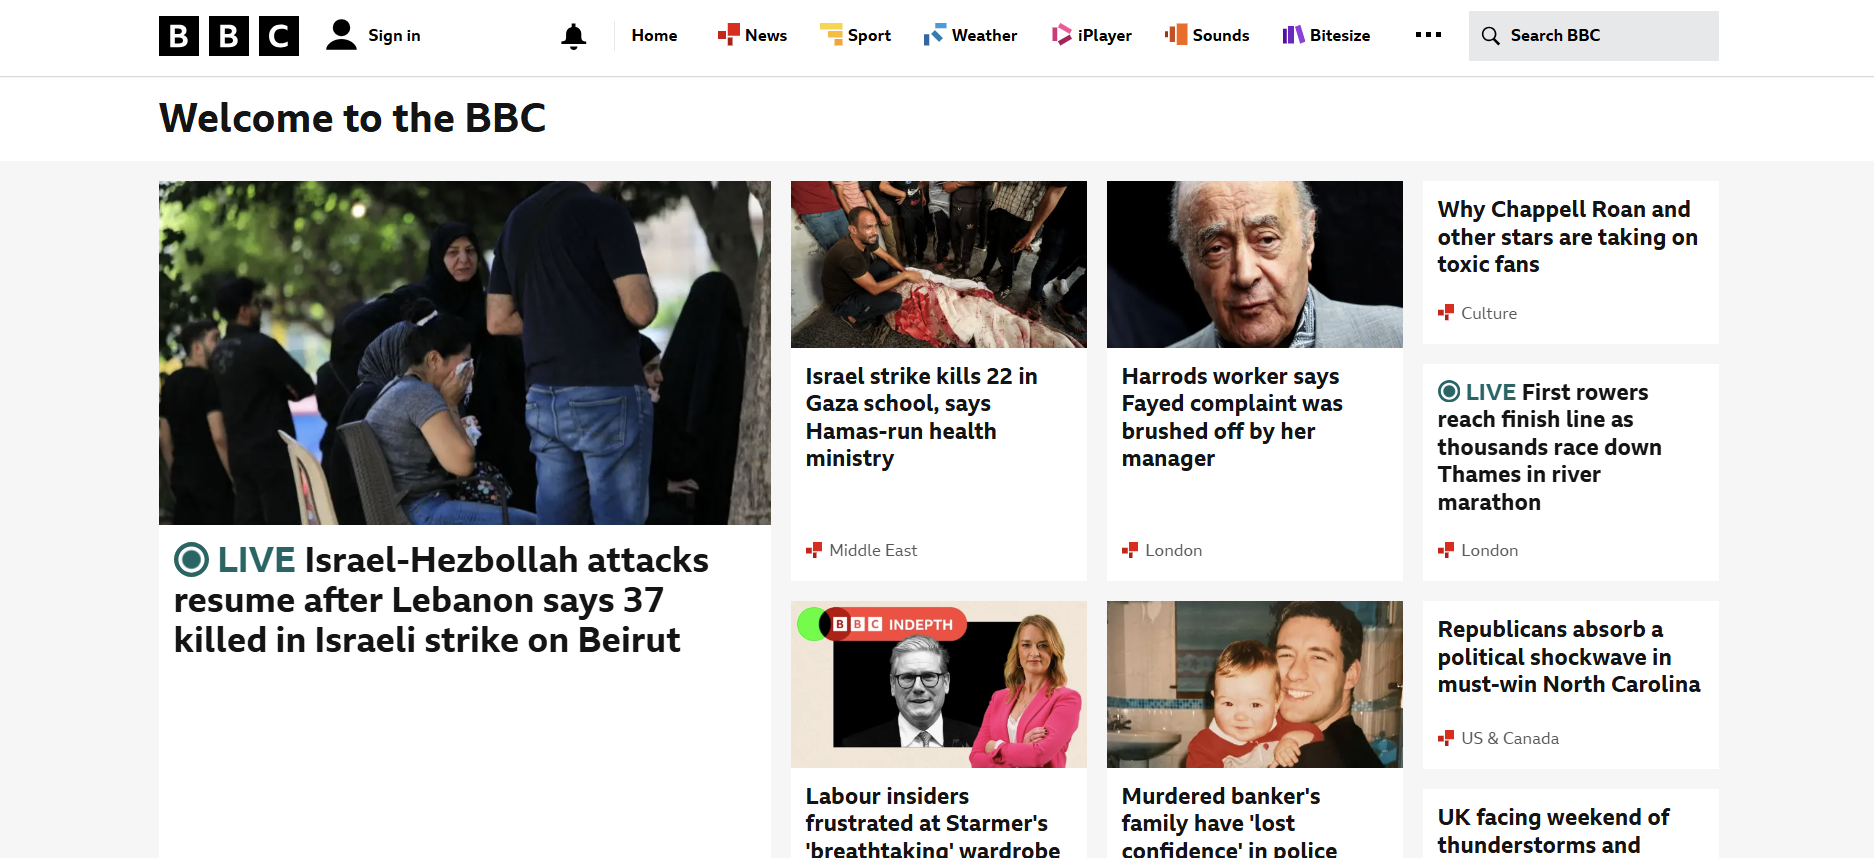 BBC
Sign in
Home
News
Sport
Weather
iPlayer
Sounds
Bitesize
Search BBC
Welcome to the BBC
LIVE Israel-Hezbollah attacks
resume after Lebanon says 37
killed in Israeli strike on Beirut
Israel strike kills 22 in
Gaza school, says
Hamas-run health
ministry
Middle East
Harrods worker says
Fayed complaint was
brushed off by her
manager
London
Why Chappell Roan and
other stars are taking on
toxic fans
Culture
LIVE First rowers
reach finish line as
thousands race down
Thames in river
marathon
London
BBC INDEPTH
Labour insiders
frustrated at Starmer's
'breathtaking' wardrobe
Murdered banker's
family have 'lost
confidence' in police
Republicans absorb a
political shockwave in
must-win North Carolina
US & Canada
UK facing weekend of
thunderstorms and